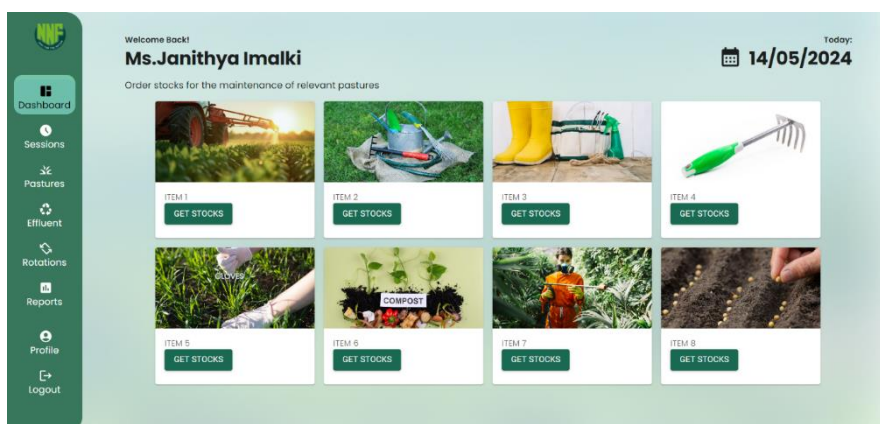 NNF
Welcome Back!
Ms.Janithya Imalki
Today:
14/05/2024
Order stocks for the maintenance of relevant pastures
Dashboard
Sessions
Pastures
Effluent
Rotations
Reports
Profile
Logout
ITEM 1
GET STOCKS
ITEM 2
GET STOCKS
ITEM 3
GET STOCKS
ITEM 4
GET STOCKS
GLOVES
ITEM 5
GET STOCKS
COMPOST
ITEM 6
GET STOCKS
ITEM 7
GET STOCKS
ITEM 8
GET STOCKS